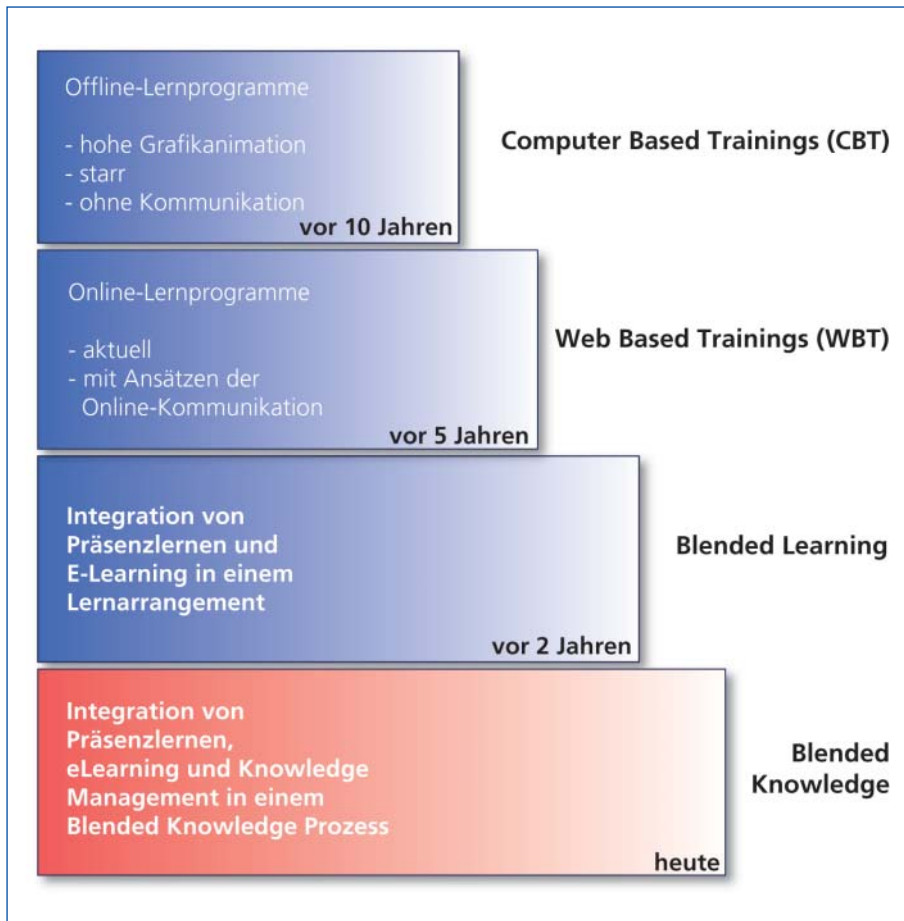 Offline-Lernprogramme
- hohe Grafikanimation
- starr
- ohne Kommunikation
vor 10 Jahren
Computer Based Trainings (CBT)
Online-Lernprogramme
- aktuell
- mit Ansätzen der
Online-Kommunikation
vor 5 Jahren
Web Based Trainings (WBT)
Integration von
Präsenzlernen und
E-Learning in einem
Lernarrangement
vor 2 Jahren
Blended Learning
Integration von
Präsenzlernen,
eLearning und Knowledge
Management in einem
Blended Knowledge Prozess
heute
Blended
Knowledge